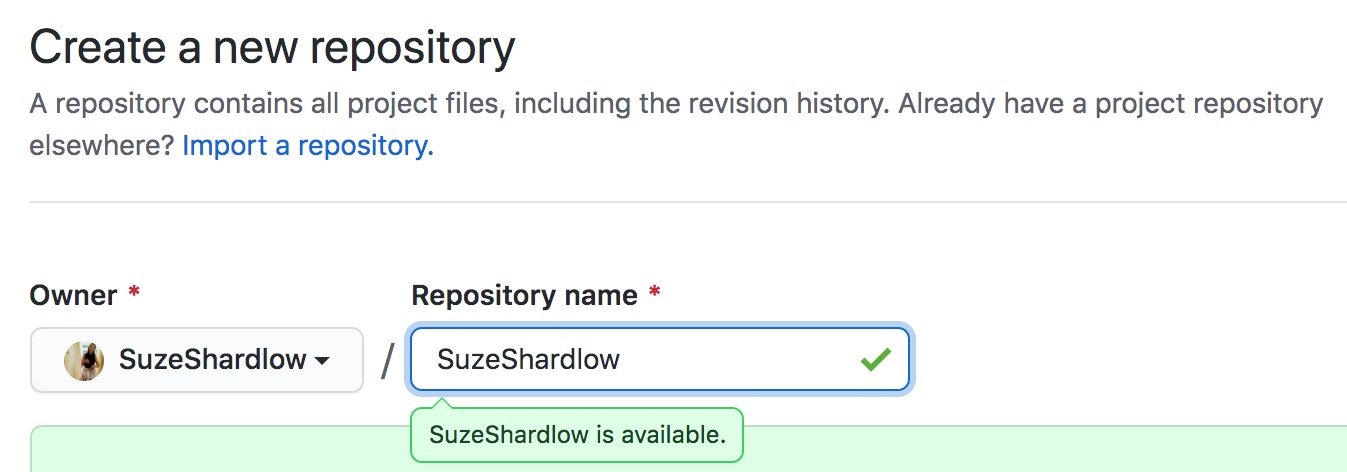 Create a new repository
A repository contains all project files, including the revision history. Already have a project repository
elsewhere? Import a repository.
Owner *
Repository name *
SuzeShardlow / SuzeShardlow
SuzeShardlow is available.